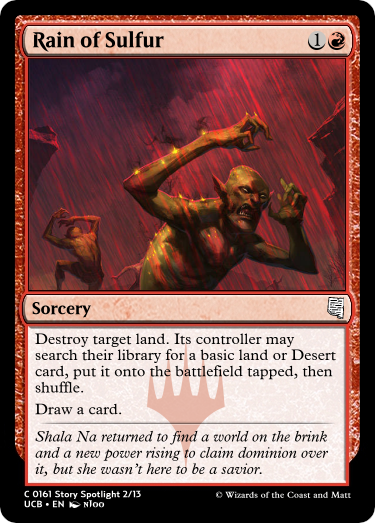 Rain of Sulfur
1
Sorcery
Destroy target land. Its controller may
search their library for a basic land or Desert
card, put it onto the battlefield tapped, then
shuffle.
Draw a card.
Shala Na returned to find a world on the brink
and a new power rising to claim dominion over
it, but she wasn't here to be a savior.
C 0161 Story Spotlight 2/13
UCB • EN N100
© Wizards of the Coast and Matt